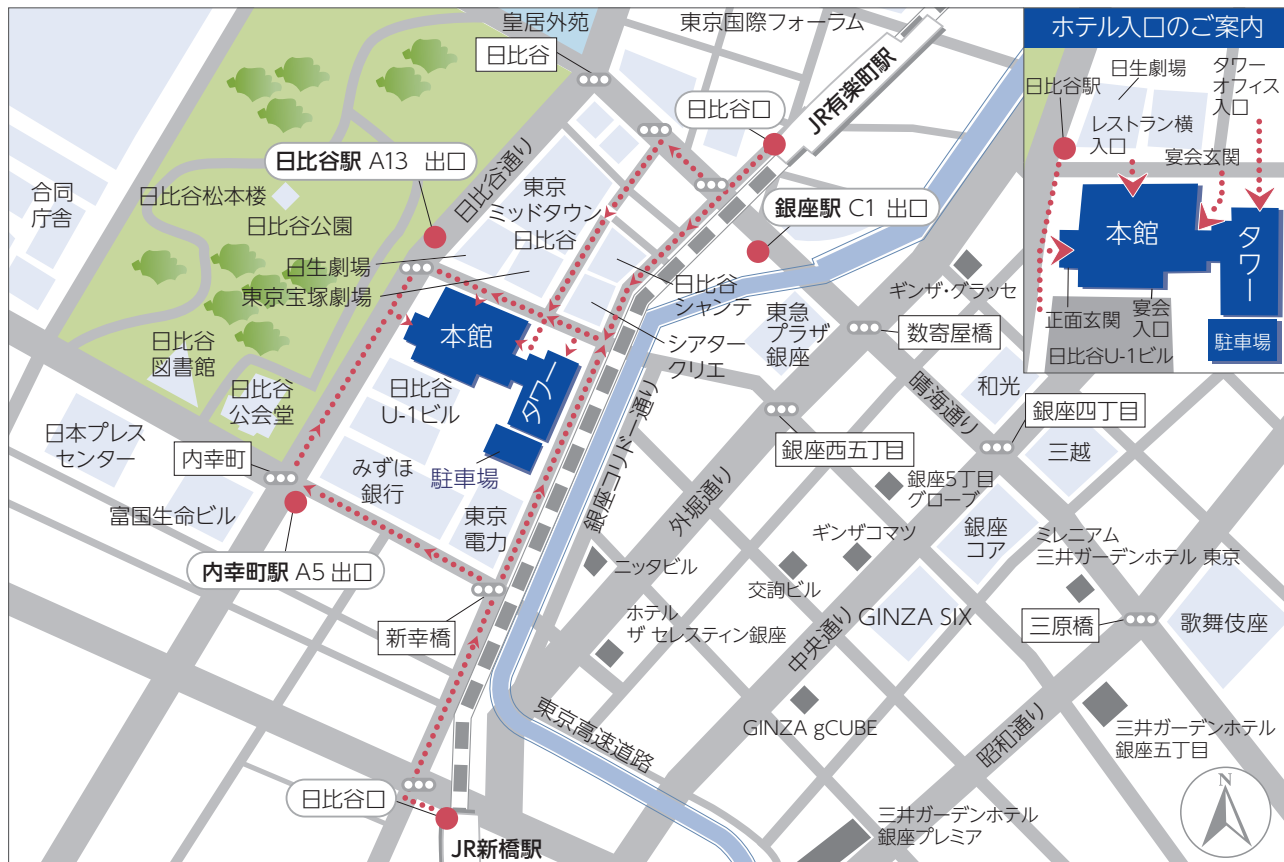 皇居外苑
東京国際フォーラム
日比谷
日比谷口
JR有楽町駅
日比谷駅 A13 出口
日比谷通り
合同
庁舎
日比谷松本楼
日比谷公園
東京
ミッドタウン
日比谷
銀座駅 C1 出口
日生劇場
東京宝塚劇場
日比谷
シャンテ
ギンザ・グラッセ
東急
プラザ
銀座
数寄屋橋
本館
シアター
クリエ
タワー
日比谷
図書館
日比谷
公会堂
日比谷
U-1ビル
晴海通り
和光
銀座四丁目
日本プレス
センター
内幸町
みずほ
銀行
駐車場
銀座コリドー通り
銀座西五丁目
三越
富国生命ビル
東京
電力
外堀通り
銀座5丁目
グローブ
銀座
コア
ミレニアム
三井ガーデンホテル 東京
ギンザコマツ
内幸町駅 A5 出口
ニッタビル
交詢ビル
新幸橋
ホテル
ザ セレスティン銀座
中央通り
GINZA SIX
三原橋
歌舞伎座
東京高速道路
GINZA gCUBE
昭和通り
三井ガーデンホテル
銀座五丁目
日比谷口
JR新橋駅
三井ガーデンホテル
銀座プレミア
N
ホテル入口のご案内
日比谷駅
日生劇場
タワー
オフィス
入口
レストラン横
入口
宴会玄関
本館
タワー
正面玄関
宴会
入口
日比谷U-1ビル
駐車場